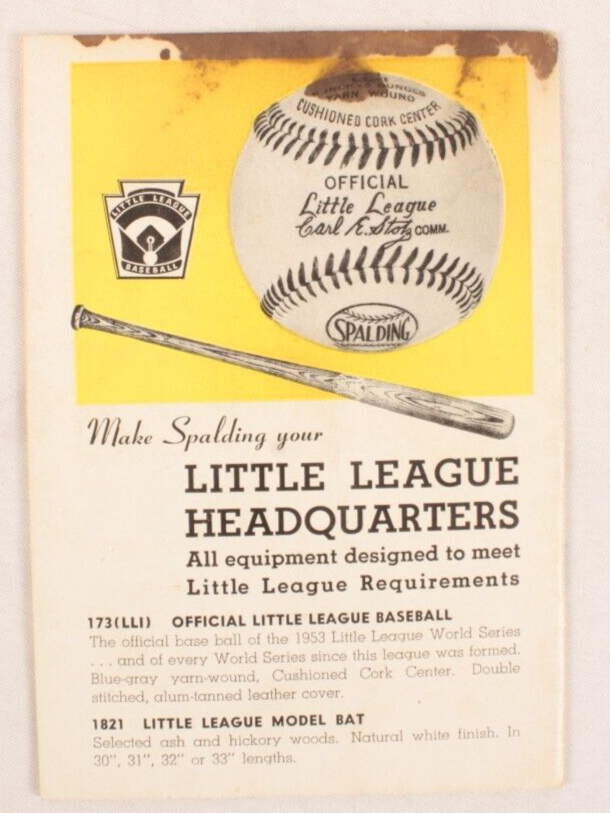 YARN WOUND
CUSHIONED CORK CENTER
OFFICIAL
Little League
Carl E. Stotz COMM.
SPALDING
LITTLE LEAGUE
BASEBALL
Make Spalding your
LITTLE LEAGUE
HEADQUARTERS
All equipment designed to meet
Little League Requirements
173(LLI) OFFICIAL LITTLE LEAGUE BASEBALL
The official base ball of the 1953 Little League World Series
. . . and of every World Series since this league was formed.
Blue-gray yarn-wound, Cushioned Cork Center. Double
stitched, alum-tanned leather cover.
1821 LITTLE LEAGUE MODEL BAT
Selected ash and hickory woods. Natural white finish. In
30", 31", 32" or 33" lengths.